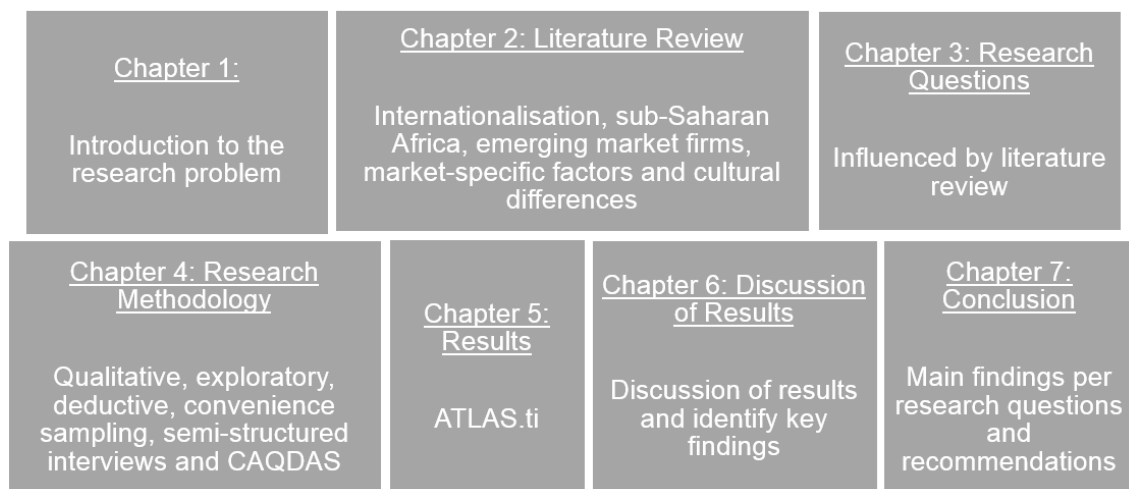 Chapter 1:
Introduction to the
research problem
Chapter 2: Literature Review
Internationalisation, sub-Saharan
Africa, emerging market firms,
market-specific factors and cultural
differences
Chapter 3: Research
Questions
Influenced by literature
review
Chapter 4: Research
Methodology
Qualitative, exploratory,
deductive, convenience
sampling, semi-structured
interviews and CAQDAS
Chapter 5:
Results
ATLAS.ti
Chapter 6: Discussion
of Results
Discussion of results
and identify key
findings
Chapter 7:
Conclusion
Main findings per
research questions
and
recommendations